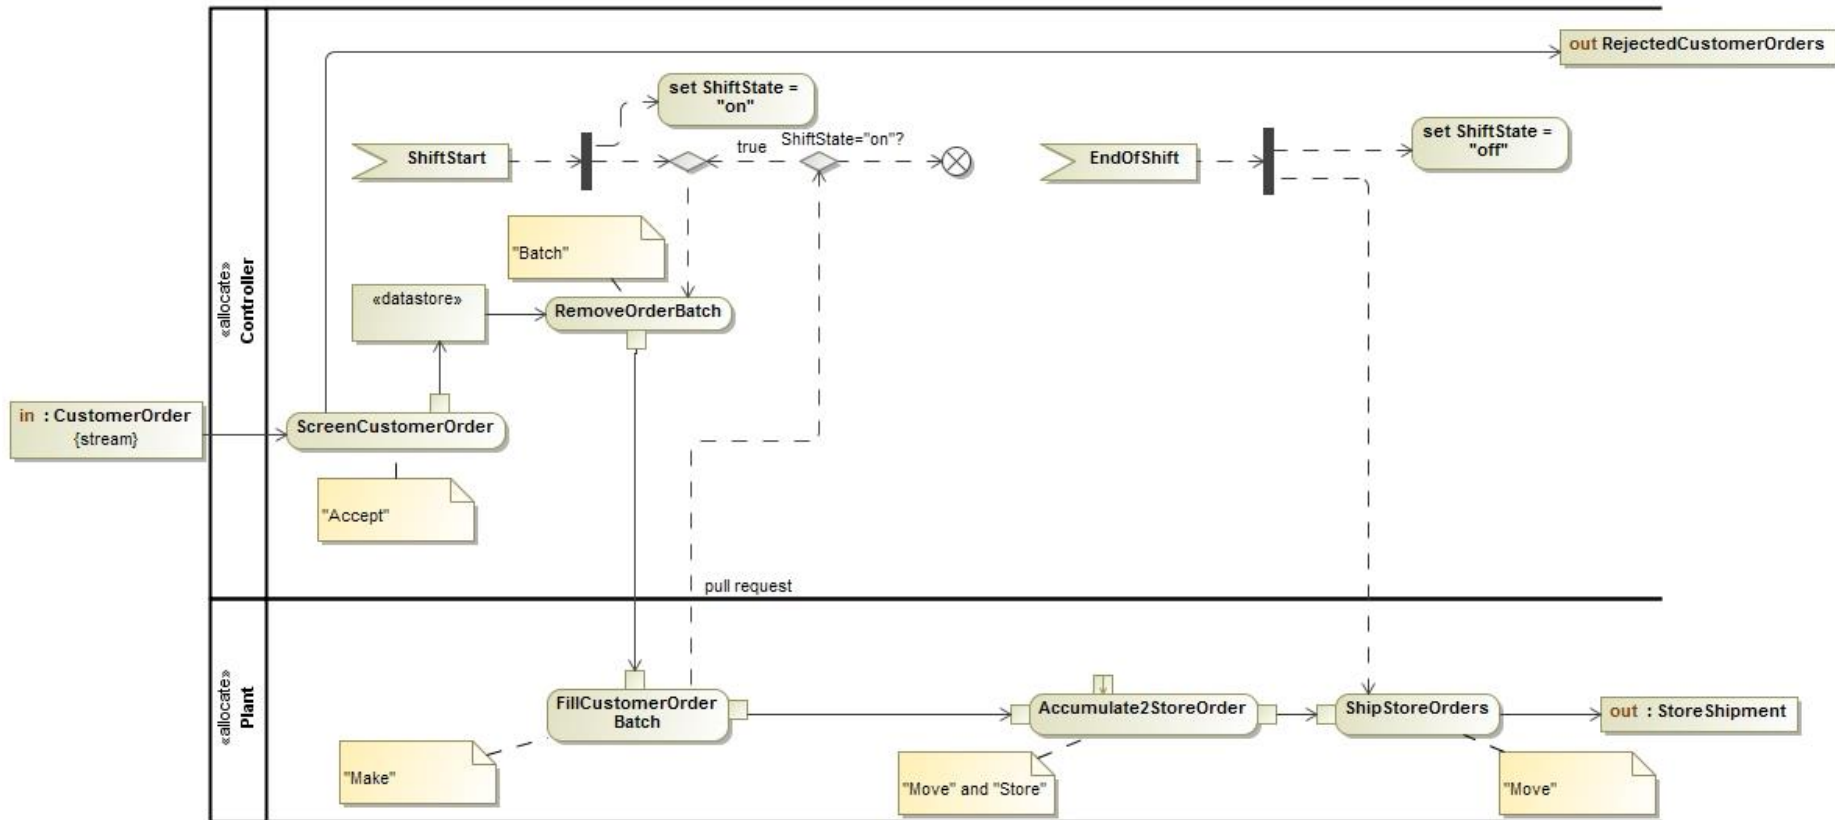 out RejectedCustomerOrders
set ShiftState =
"on"
ShiftStart
true
ShiftState="on"?
EndOfShift
set ShiftState =
"off"
"Batch"
«allocate»
Controller
«datastore»
RemoveOrderBatch
in : CustomerOrder
{stream}
ScreenCustomerOrder
"Accept"
pull request
«allocate»
Plant
FillCustomerOrder
Batch
Accumulate2StoreOrder
ShipStoreOrders
out : StoreShipment
"Make"
"Move" and "Store"
"Move"